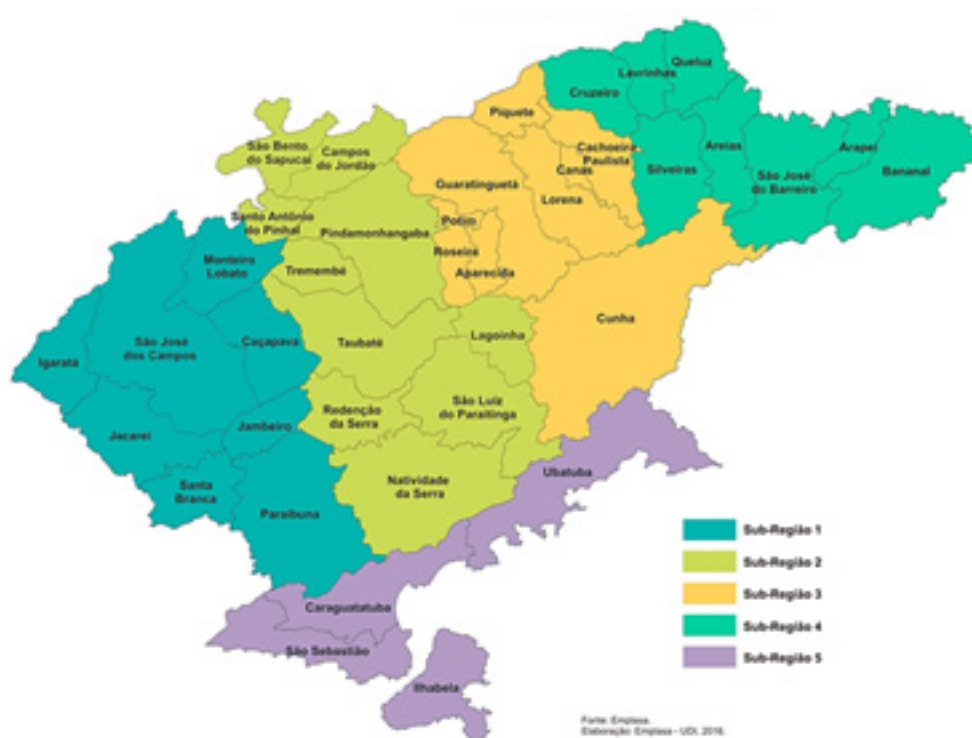 Queluz
Lavrinhas
Cruzeiro
Piquete
São Bento
do Sapucaí
Campos
do Jordão
Cachoeira
Paulista
Canas
Silveiras
Areias
Arapeí
São José
do Barreiro
Bananal
Guaratinguetá
Lorena
Santo Antônio
do Pinhal
Pindamonhangaba
Potim
Roseira
Aparecida
Monteiro
Lobato
Tremembé
Cunha
São José
dos Campos
Caçapava
Taubaté
Lagoinha
Igaratá
São Luiz
do Paraitinga
Redenção
da Serra
Jacareí
Jambeiro
Ubatuba
Natividade
da Serra
Santa
Branca
Paraibuna
Caraguatatuba
São Sebastião
Ilhabela
Sub-Região 1
Sub-Região 2
Sub-Região 3
Sub-Região 4
Sub-Região 5
Fonte: Emplasa.
Elaboração: Emplasa - UDI, 2016.